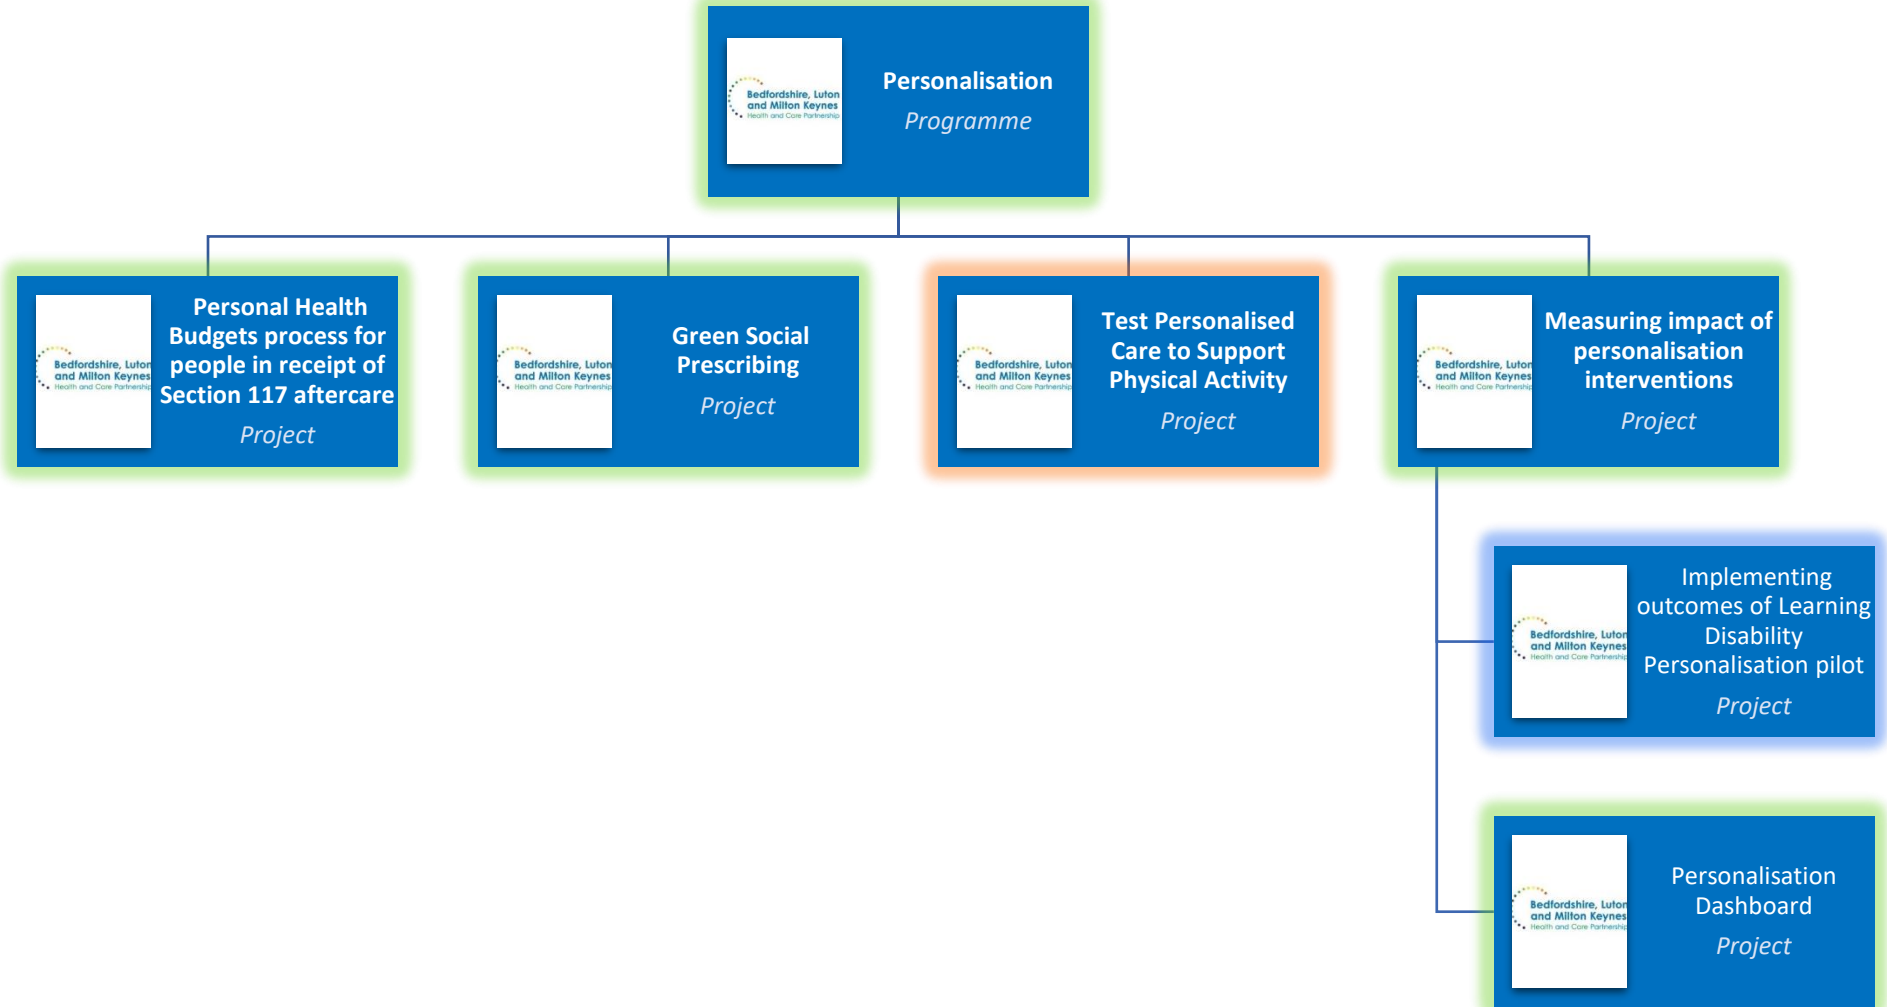 Bedfordshire, Luton
and Milton Keynes
Health and Care Partnership
Personalisation
Programme
Bedfordshire, Luton
and Milton Keynes
Health and Care Partnership
Personal Health
Budgets process for
people in receipt of
Section 117 aftercare
Project
Bedfordshire, Luton
and Milton Keynes
Health and Care Partnership
Green Social
Prescribing
Project
Bedfordshire, Luton
and Milton Keynes
Health and Care Partnership
Test Personalised
Care to Support
Physical Activity
Project
Bedfordshire, Luton
and Milton Keynes
Health and Care Partnership
Measuring impact of
personalisation
interventions
Project
Bedfordshire, Luton
and Milton Keynes
Health and Care Partnership
Implementing
outcomes of Learning
Disability
Personalisation pilot
Project
Bedfordshire, Luton
and Milton Keynes
Health and Care Partnership
Personalisation
Dashboard
Project